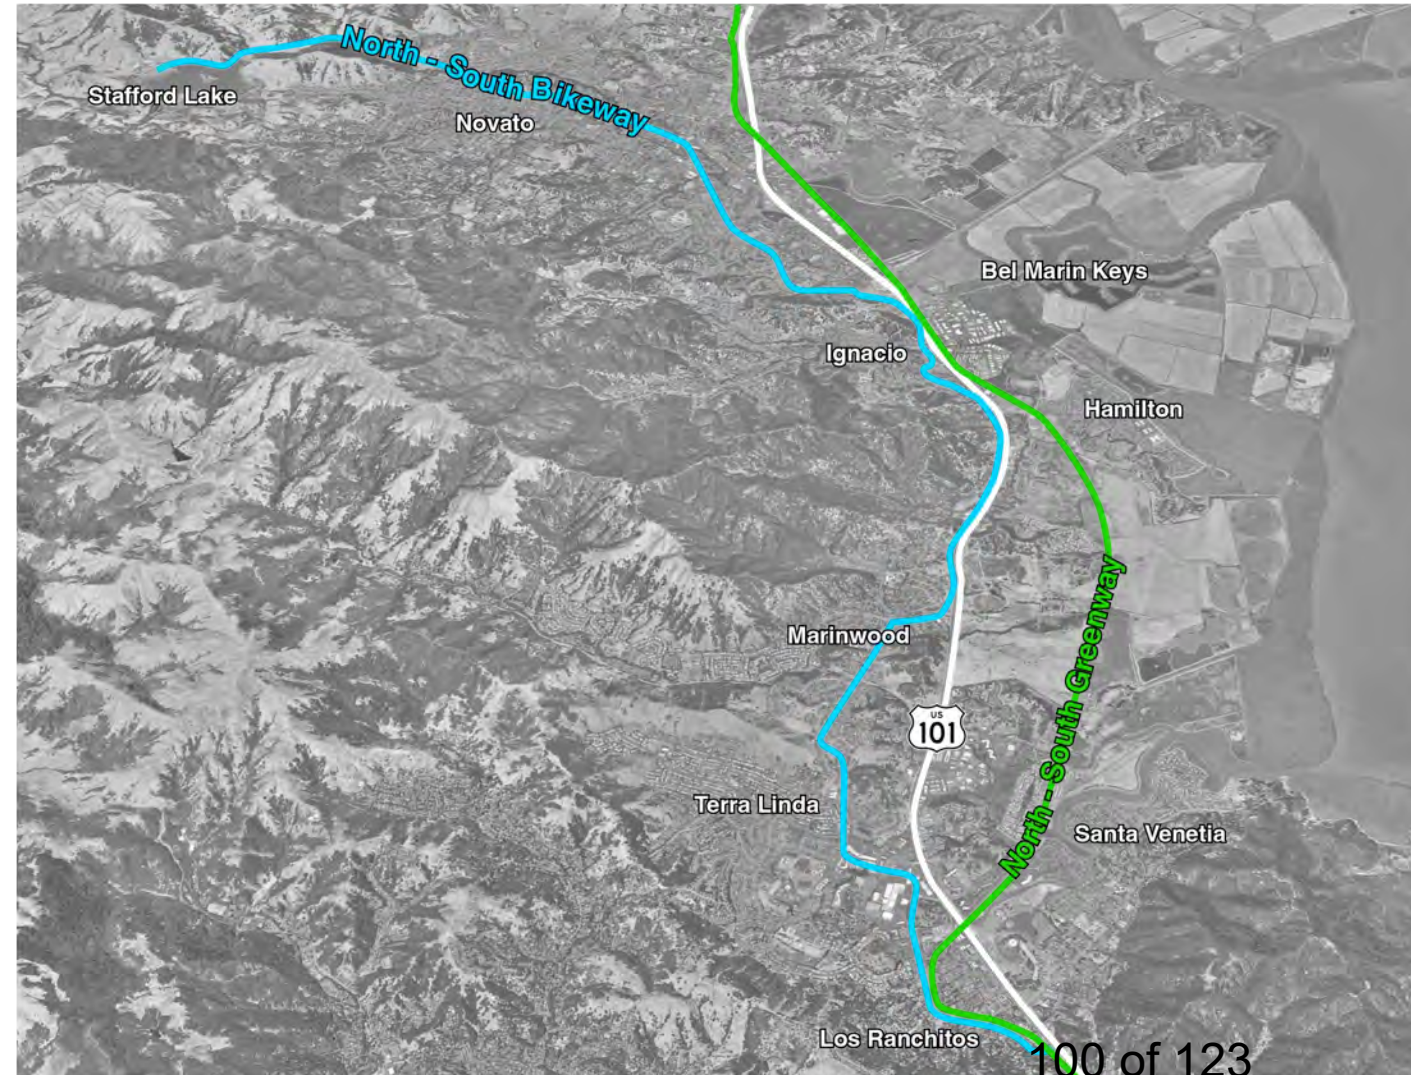 North - South Bikeway
Stafford Lake
Novato
Bel Marin Keys
Ignacio
Hamilton
Marinwood
North - South Greenway
US
101
Terra Linda
Santa Venetia
Los Ranchitos
100 of 123